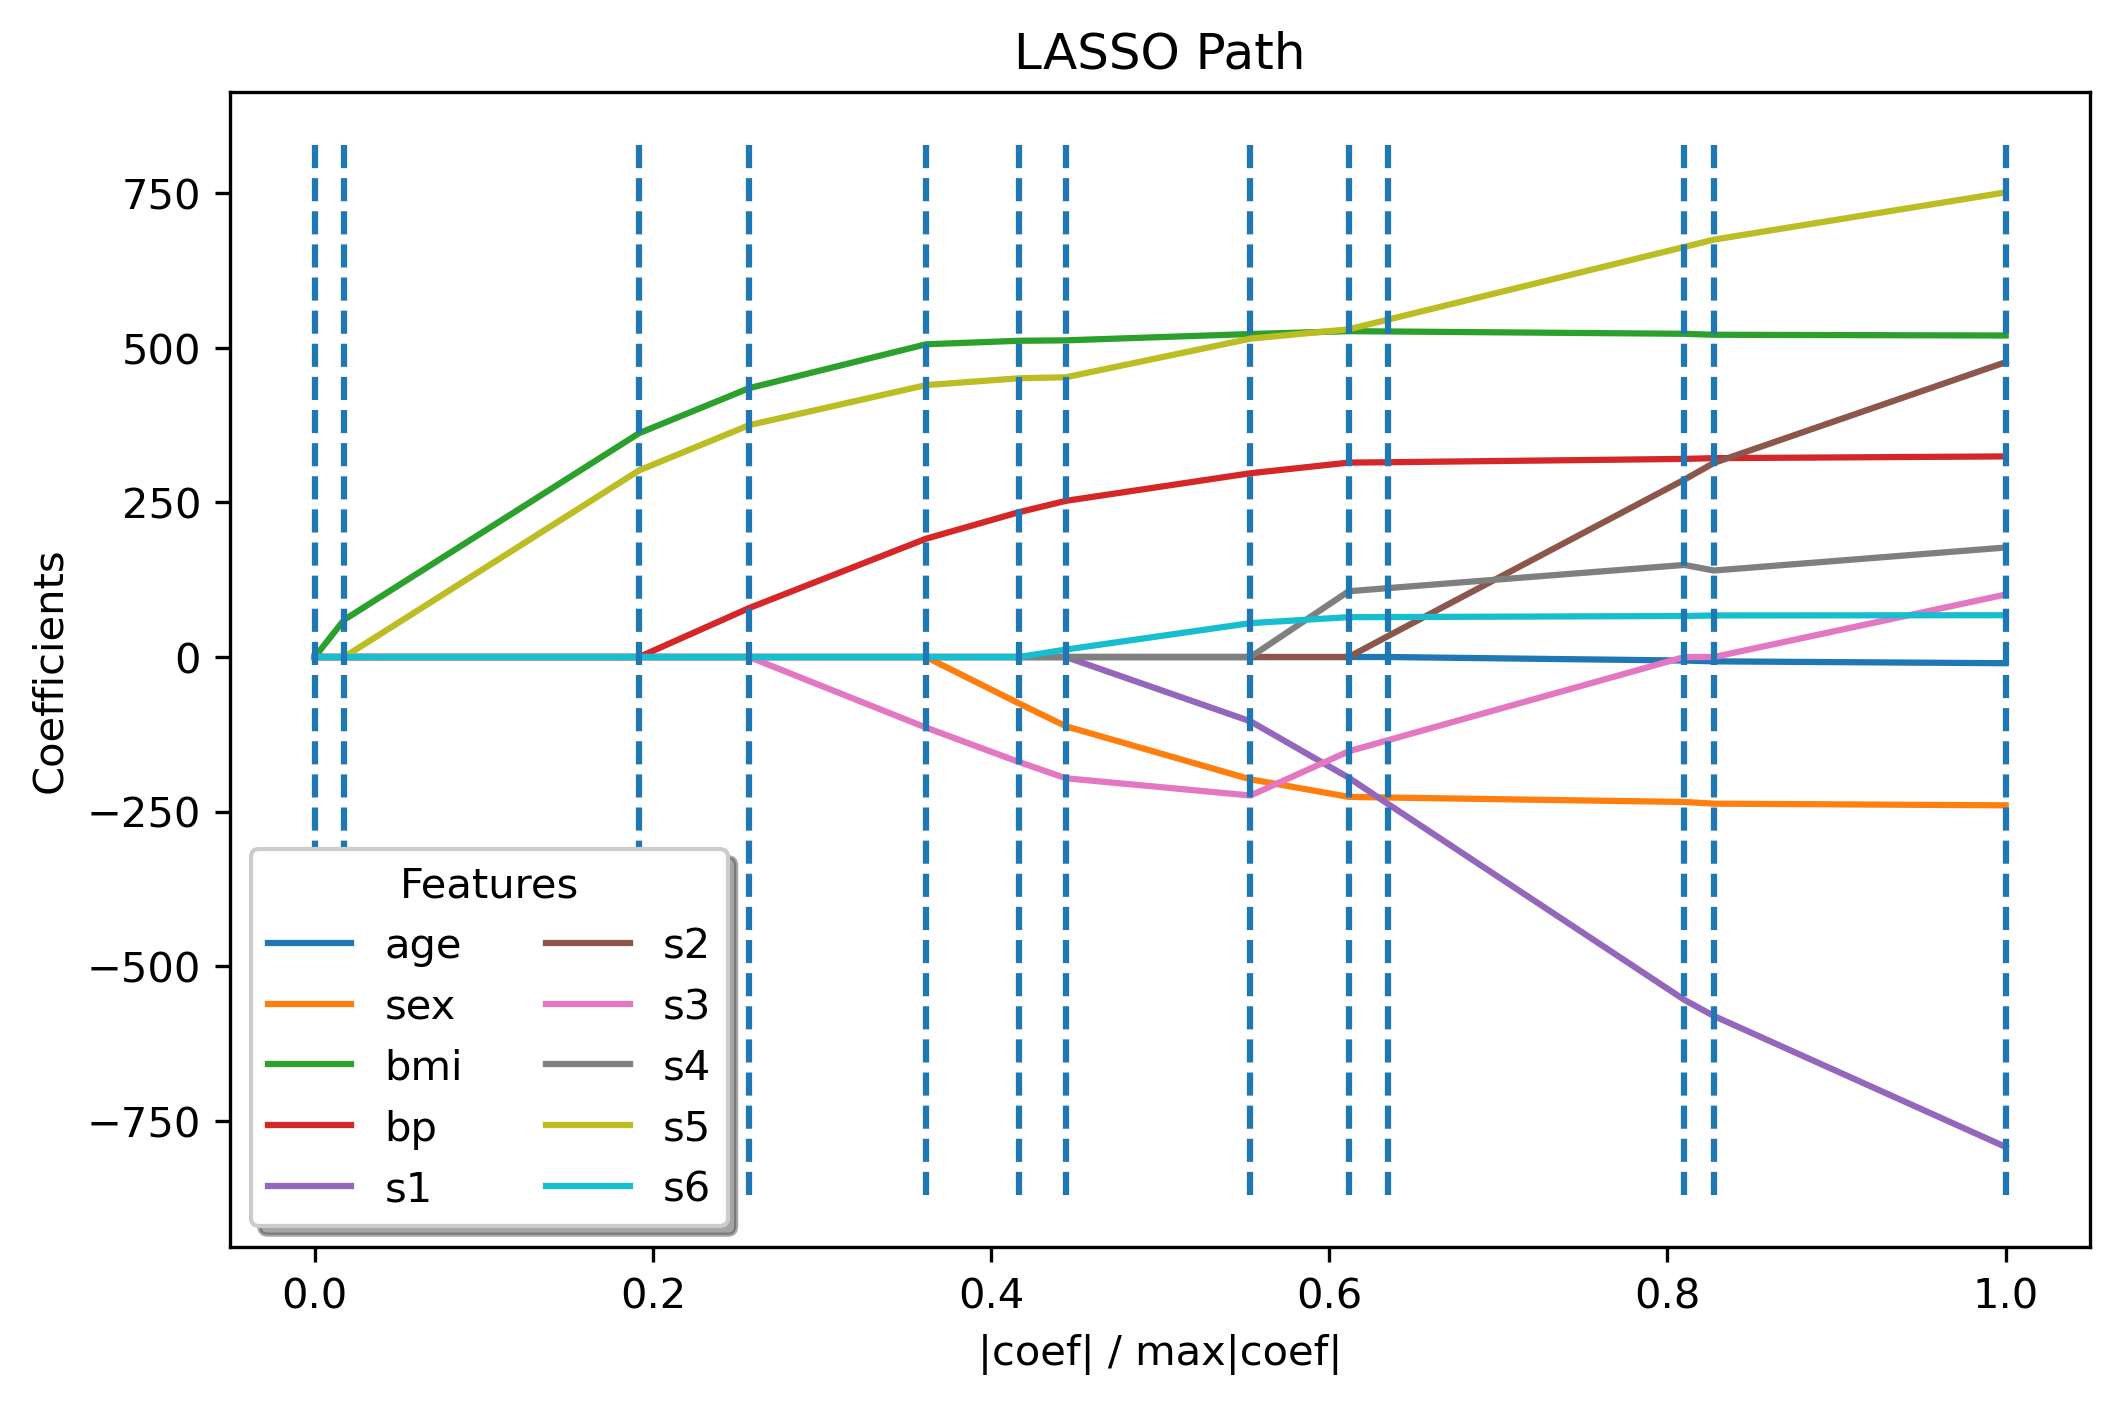 LASSO Path
Coefficients
750
500
250
0
−250
−500
−750
Features
age
sex
bmi
bp
s1
s2
s3
s4
s5
s6
0.0 0.2 0.4 0.6 0.8 1.0
|coef| / max|coef|